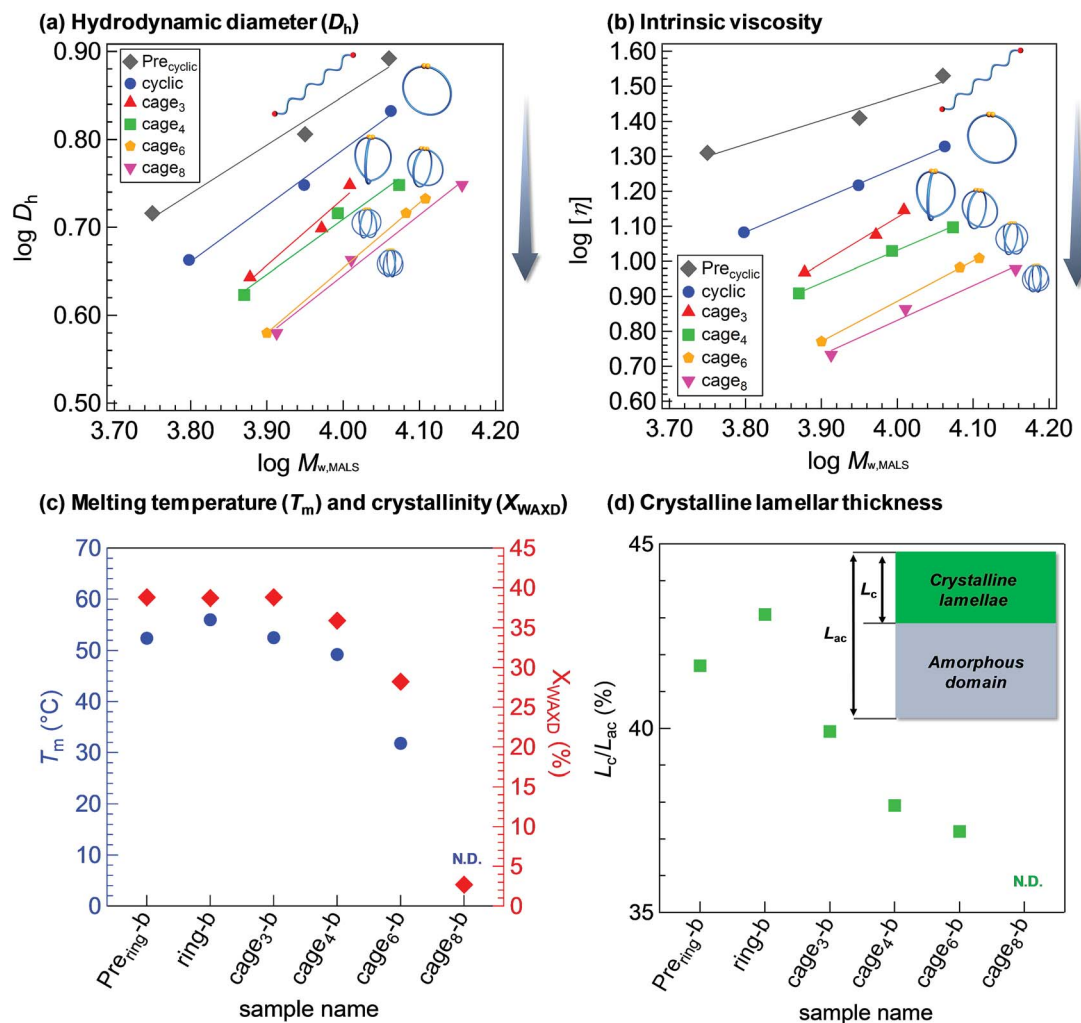 (a) Hydrodynamic diameter (Dh)
0.90
0.80
0.70
0.60
0.50
log Dh
Precyclic
cyclic
cage3
cage4
cage6
cage8
3.70 3.80 3.90 4.00 4.10 4.20
log Mw,MALS
(b) Intrinsic viscosity
1.60
1.50
1.40
1.30
1.20
1.10
1.00
0.90
0.80
0.70
0.60
log [η]
Precyclic
cyclic
cage3
cage4
cage6
cage8
3.70 3.80 3.90 4.00 4.10 4.20
log Mw,MALS
(c) Melting temperature (Tm) and crystallinity (XWAXD)
70
60
50
40
30
20
10
0
Tm (°C)
45
40
35
30
25
20
15
10
5
0
XWAXD (%)
N.D.
Prering-b
ring-b
cage3-b
cage4-b
cage6-b
cage8-b
sample name
(d) Crystalline lamellar thickness
45
40
35
Lc/Lac (%)
Lc
Lac
Crystalline
lamellae
Amorphous
domain
N.D.
Prering-b
ring-b
cage3-b
cage4-b
cage6-b
cage8-b
sample name